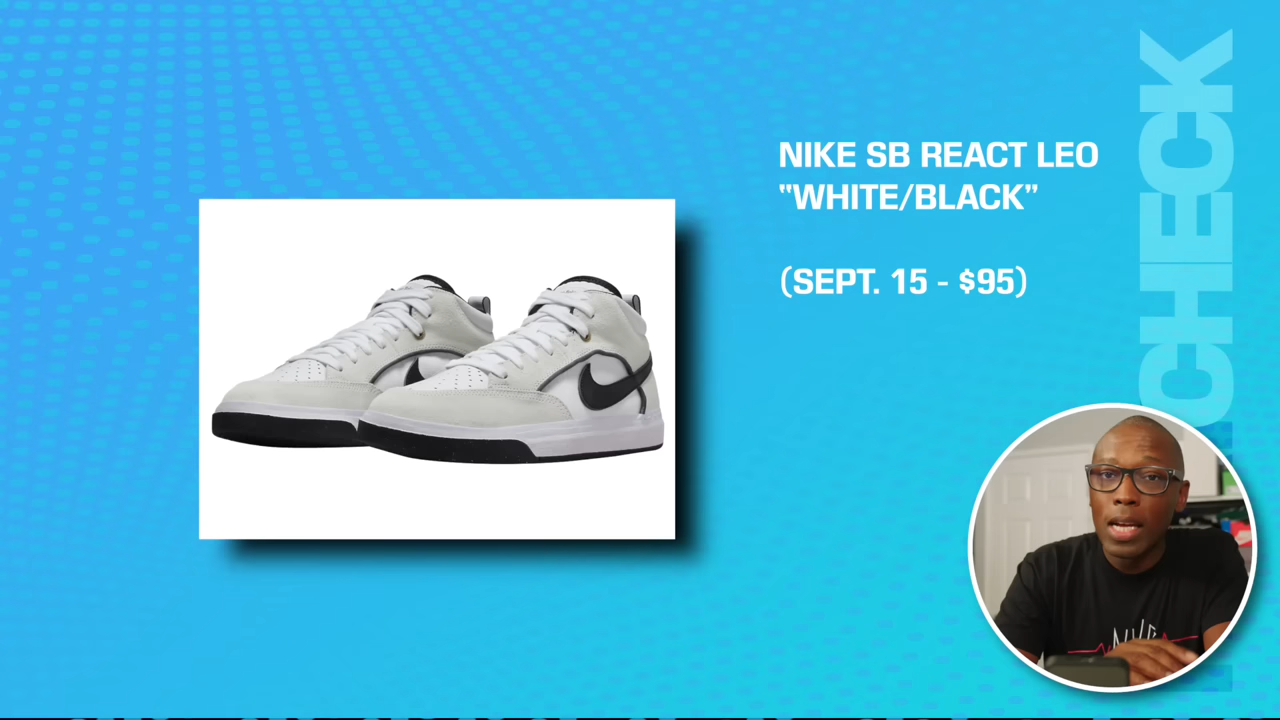 NIKE SB REACT LEO
"WHITE/BLACK”
(SEPT. 15 - $95)
CHECK